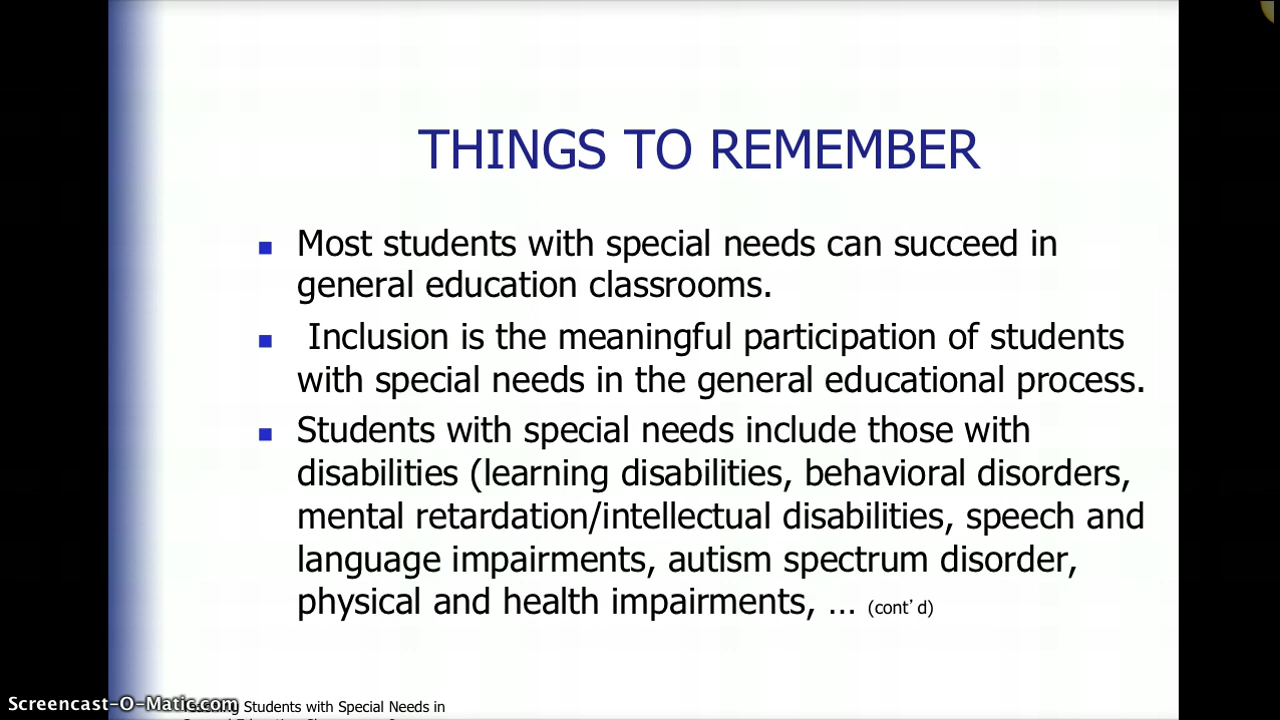 THINGS TO REMEMBER
Most students with special needs can succeed in
general education classrooms.
Inclusion is the meaningful participation of students
with special needs in the general educational process.
Students with special needs include those with
disabilities (learning disabilities, behavioral disorders,
mental retardation/intellectual disabilities, speech and
language impairments, autism spectrum disorder,
physical and health impairments, … (cont’d)
Screencast-O-Matic.com
Students with Special Needs in